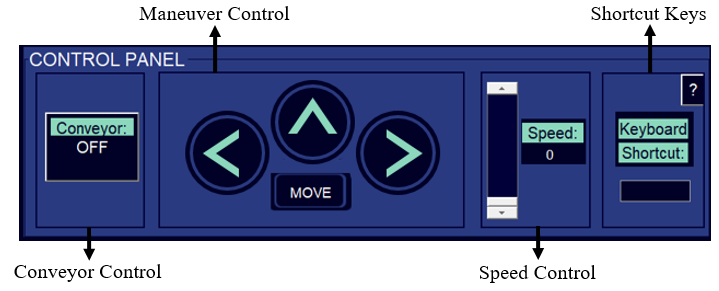 Maneuver Control
Shortcut Keys
CONTROL PANEL
?
Conveyor:
OFF
MOVE
Speed:
0
Keyboard
Shortcut:
Conveyor Control
Speed Control